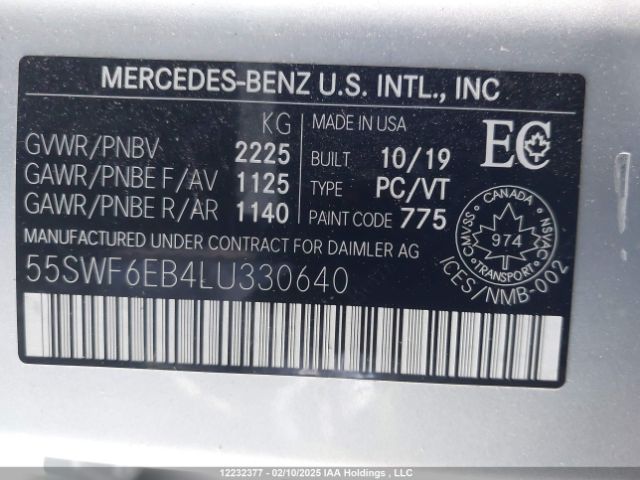 MERCEDES-BENZ U.S. INTL., INC
KG
GVWR/PNBV 2225
GAWR/PNBE F/AV 1125
GAWR/PNBE R/AR 1140
MADE IN USA
BUILT 10/19
TYPE PC/VT
PAINT CODE 775
EC
CANADA
CMVSS 974 NSVAC
TRANSPORT
ICES/NMB-002
MANUFACTURED UNDER CONTRACT FOR DAIMLER AG
55SWF6EB4LU330640
12232377 - 02/10/2025 IAA Holdings , LLC